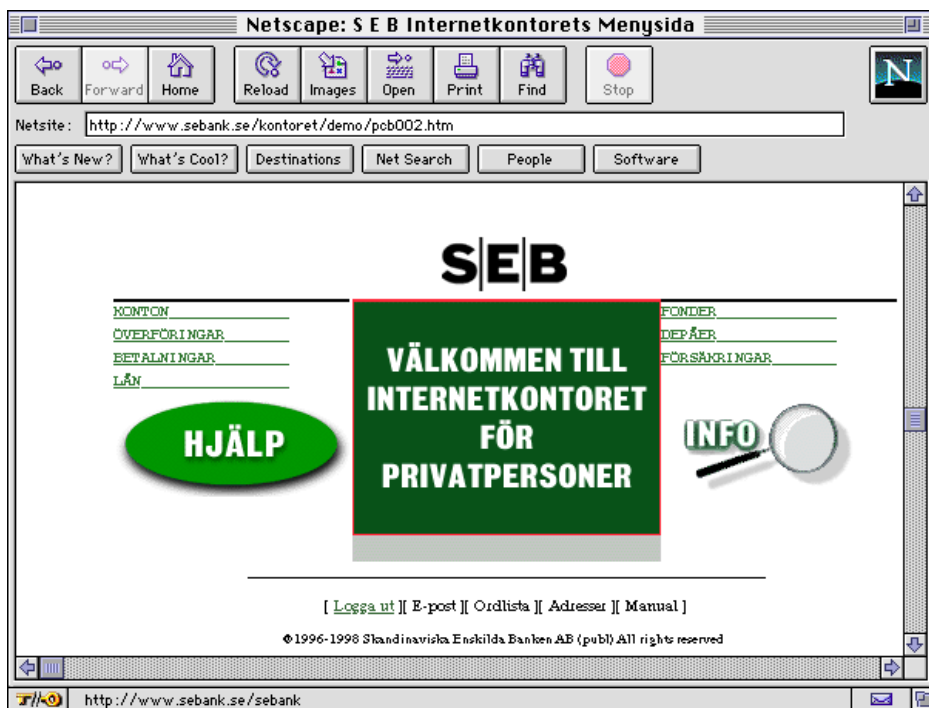 Netscape: S E B Internetkontorets Menysida
Back Forward Home Reload Images Open Print Find Stop
N
Netsite: http://www.sebank.se/kontoret/demo/pcb002.htm
What's New? What's Cool? Destinations Net Search People Software
S|E|B
KONTON
ÖVERFÖRINGAR
BETALNINGAR
LÅN
HJÄLP
VÄLKOMMEN TILL
INTERNETKONTORET
FÖR
PRIVATPERSONER
FONDER
DEPÅER
FÖRSÄKRINGAR
INFO
[ Logga ut ][ E-post ][ Ordlista ][ Adresser ][ Manual ]
©1996-1998 Skandinaviska Enskilda Banken AB (publ) All rights reserved
http://www.sebank.se/sebank